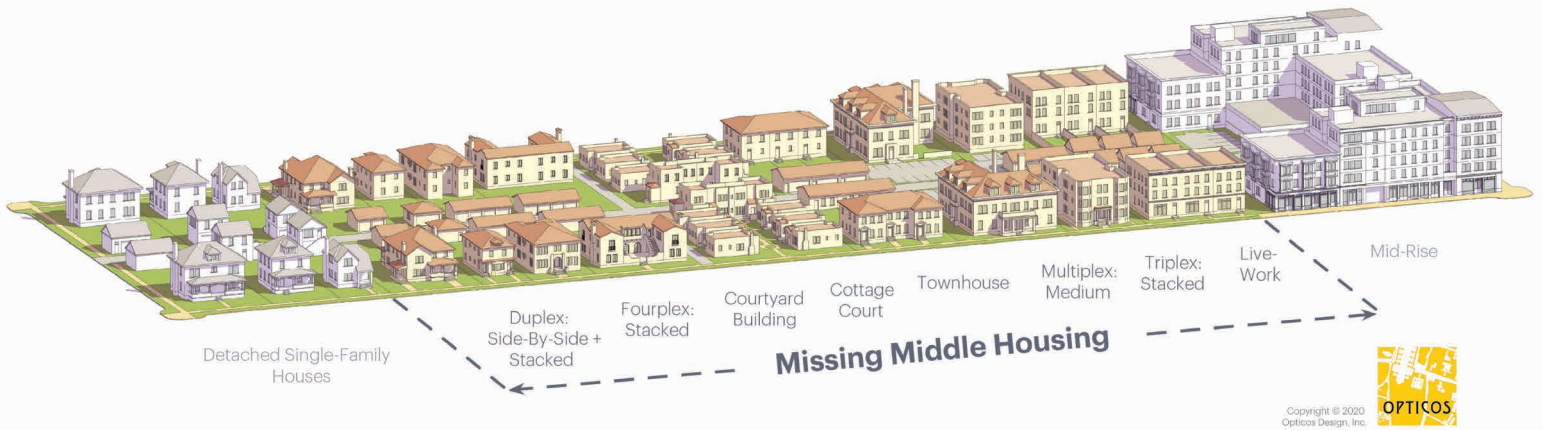 Detached Single-Family
Houses
Duplex:
Side-By-Side +
Stacked
Fourplex:
Stacked
Courtyard
Building
Cottage
Court
Townhouse
Multiplex:
Medium
Triplex:
Stacked
Live-
Work
Mid-Rise
Missing Middle Housing
Copyright © 2020
Opticos Design, Inc.
OPTICOS